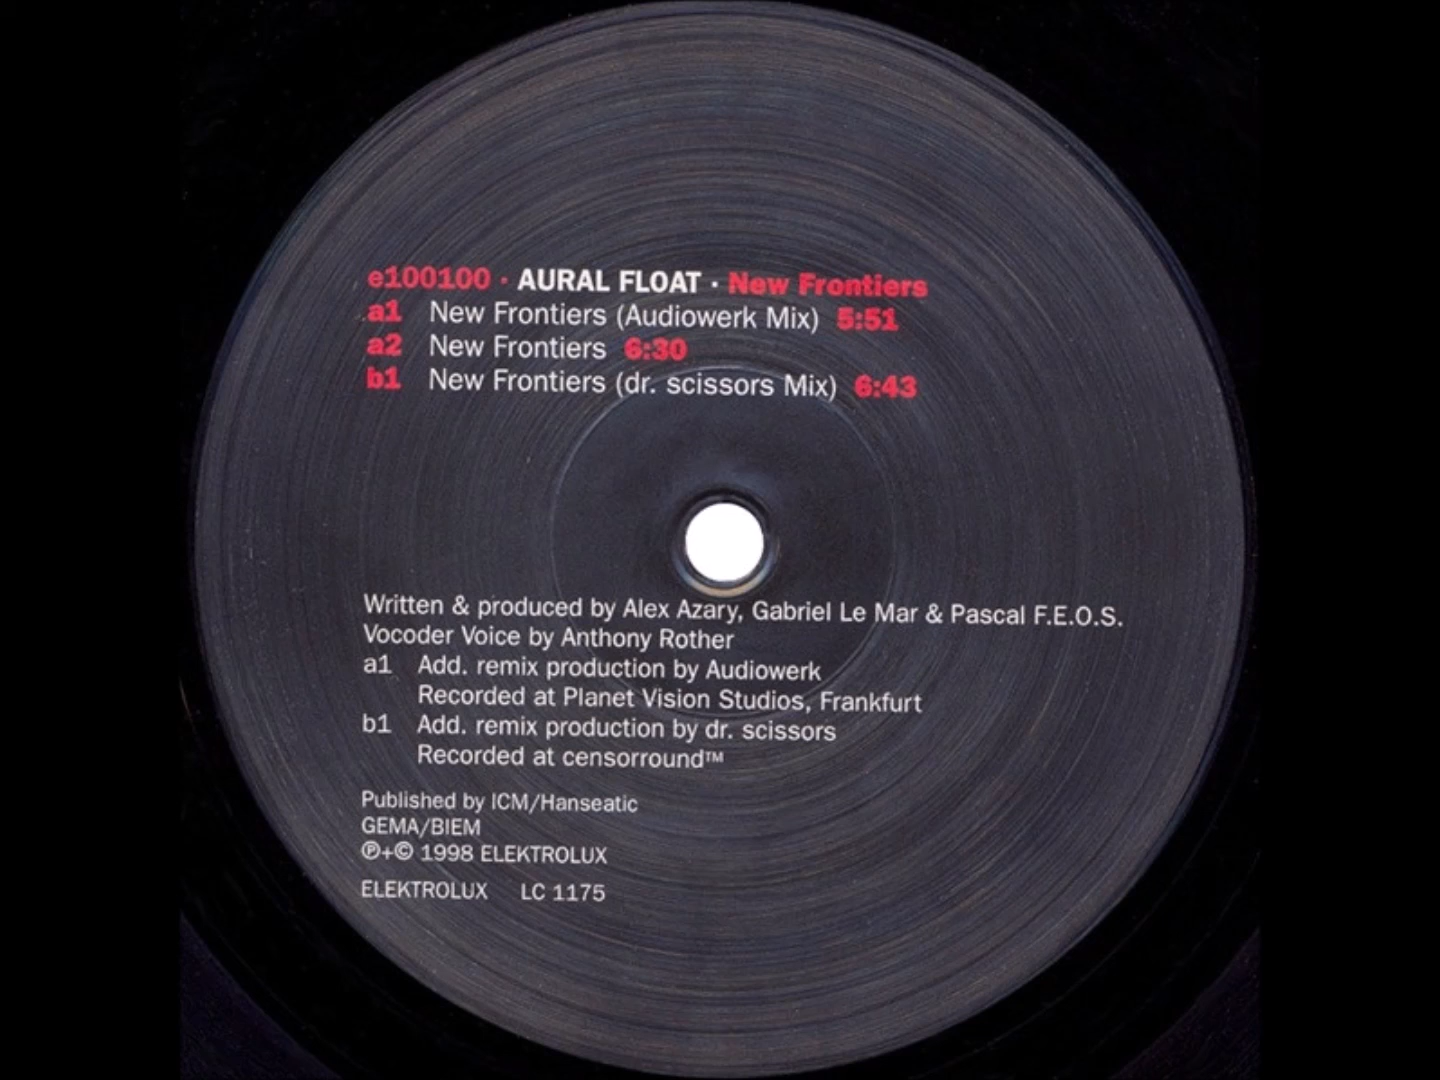 e100100 · AURAL FLOAT · New Frontiers
a1 New Frontiers (Audiowerk Mix) 5:51
a2 New Frontiers 6:30
b1 New Frontiers (dr. scissors Mix) 6:43
Written & produced by Alex Azary, Gabriel Le Mar & Pascal F.E.O.S.
Vocoder Voice by Anthony Rother
a1 Add. remix production by Audiowerk
Recorded at Planet Vision Studios, Frankfurt
b1 Add. remix production by dr. scissors
Recorded at censorround™
Published by ICM/Hanseatic
GEMA/BIEM
℗+© 1998 ELEKTROLUX
ELEKTROLUX LC 1175